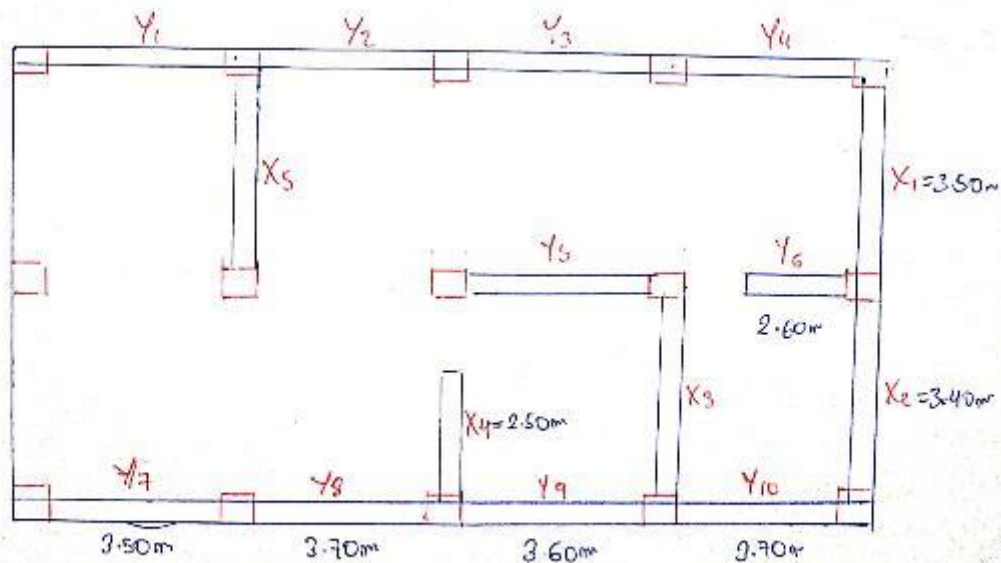 Y1 Y2 Y3 Y4
X5
X1=3.50m
Y5 Y6
2.60m
X3
X2=3.40m
X4=2.50m
Y7 Y8 Y9 Y10
3.50m 3.70m 3.60m 3.70m